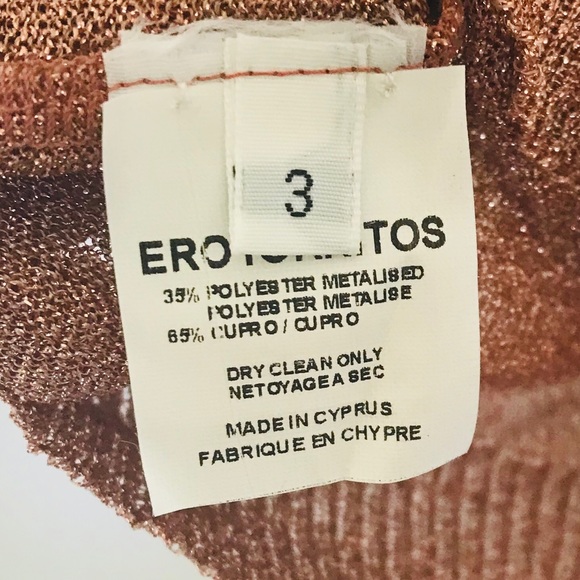 3
EROTOKRITOS
35% POLYESTER METALISED
POLYESTER METALISE
65% CUPRO / CUPRO
DRY CLEAN ONLY
NETOYAGE A SEC
MADE IN CYPRUS
FABRIQUE EN CHYPRE